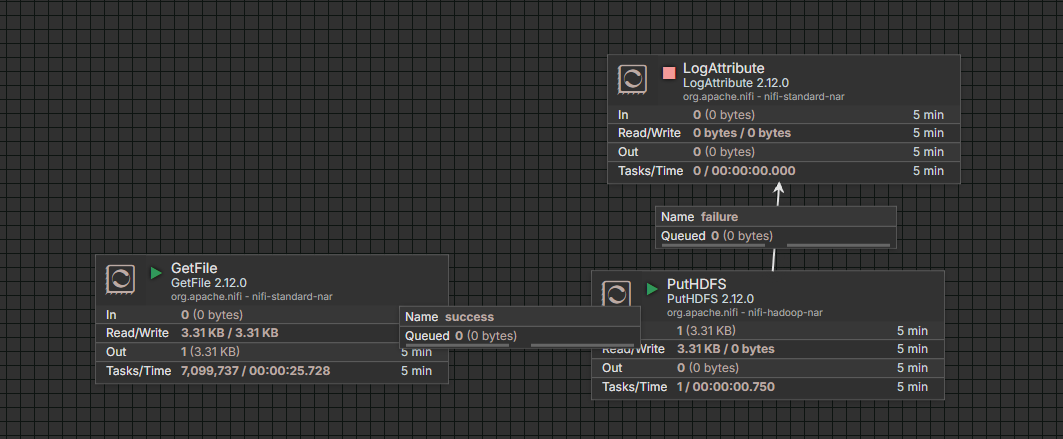 LogAttribute
LogAttribute 2.12.0
org.apache.nifi - nifi-standard-nar
In 0 (0 bytes) 5 min
Read/Write 0 bytes / 0 bytes 5 min
Out 0 (0 bytes) 5 min
Tasks/Time 0 / 00:00:00.000 5 min
Name failure
Queued 0 (0 bytes)
GetFile
GetFile 2.12.0
org.apache.nifi - nifi-standard-nar
In 0 (0 bytes)
Read/Write 3.31 KB / 3.31 KB
Out 1 (3.31 KB) 5 min
Tasks/Time 7,099,737 / 00:00:25.728 5 min
Name success
Queued 0 (0 bytes)
PutHDFS
PutHDFS 2.12.0
org.apache.nifi - nifi-hadoop-nar
1 (3.31 KB) 5 min
Read/Write 3.31 KB / 0 bytes 5 min
Out 0 (0 bytes) 5 min
Tasks/Time 1 / 00:00:00.750 5 min